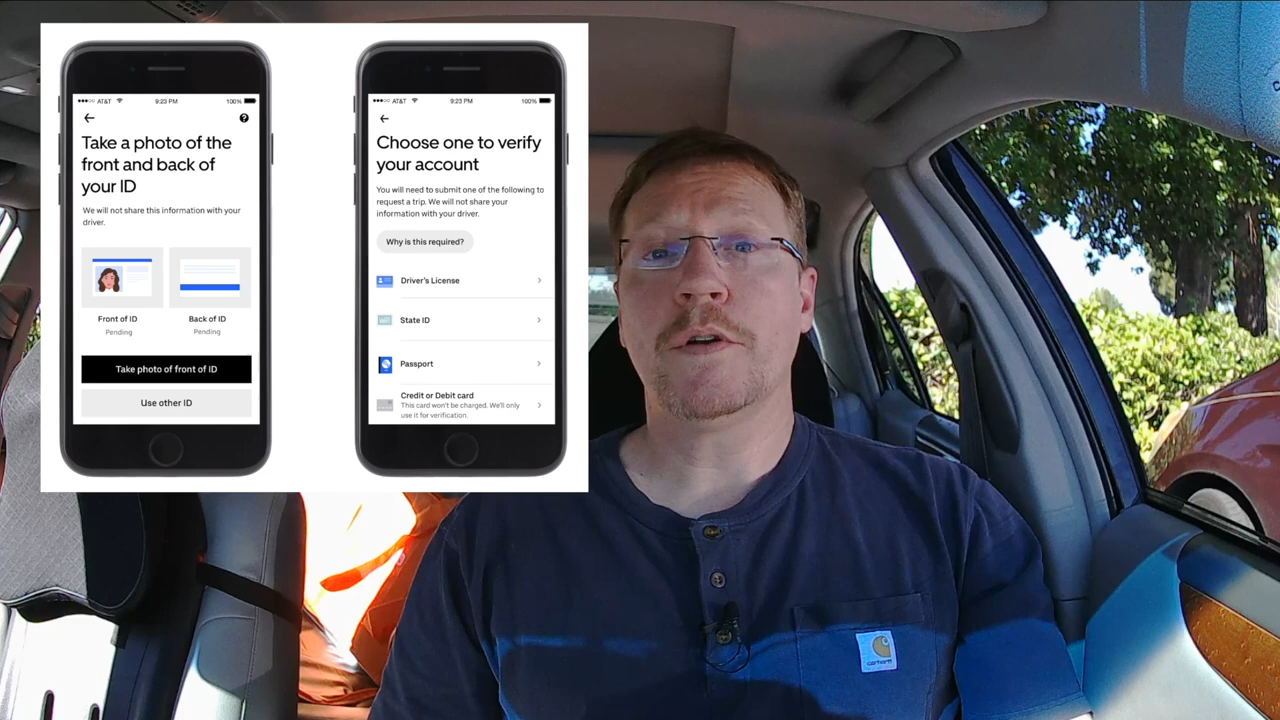 ●●●○○ AT&T 9:23 PM 100%
?
Take a photo of the
front and back of
your ID
We will not share this information with your
driver.
Front of ID
Pending
Back of ID
Pending
Take photo of front of ID
Use other ID
●●●○○ AT&T 9:23 PM 100%
Choose one to verify
your account
You will need to submit one of the following to
request a trip. We will not share your
information with your driver.
Why is this required?
Driver's License
State ID
Passport
Credit or Debit card
This card won't be charged. We'll only
use it for verification.
carhartt